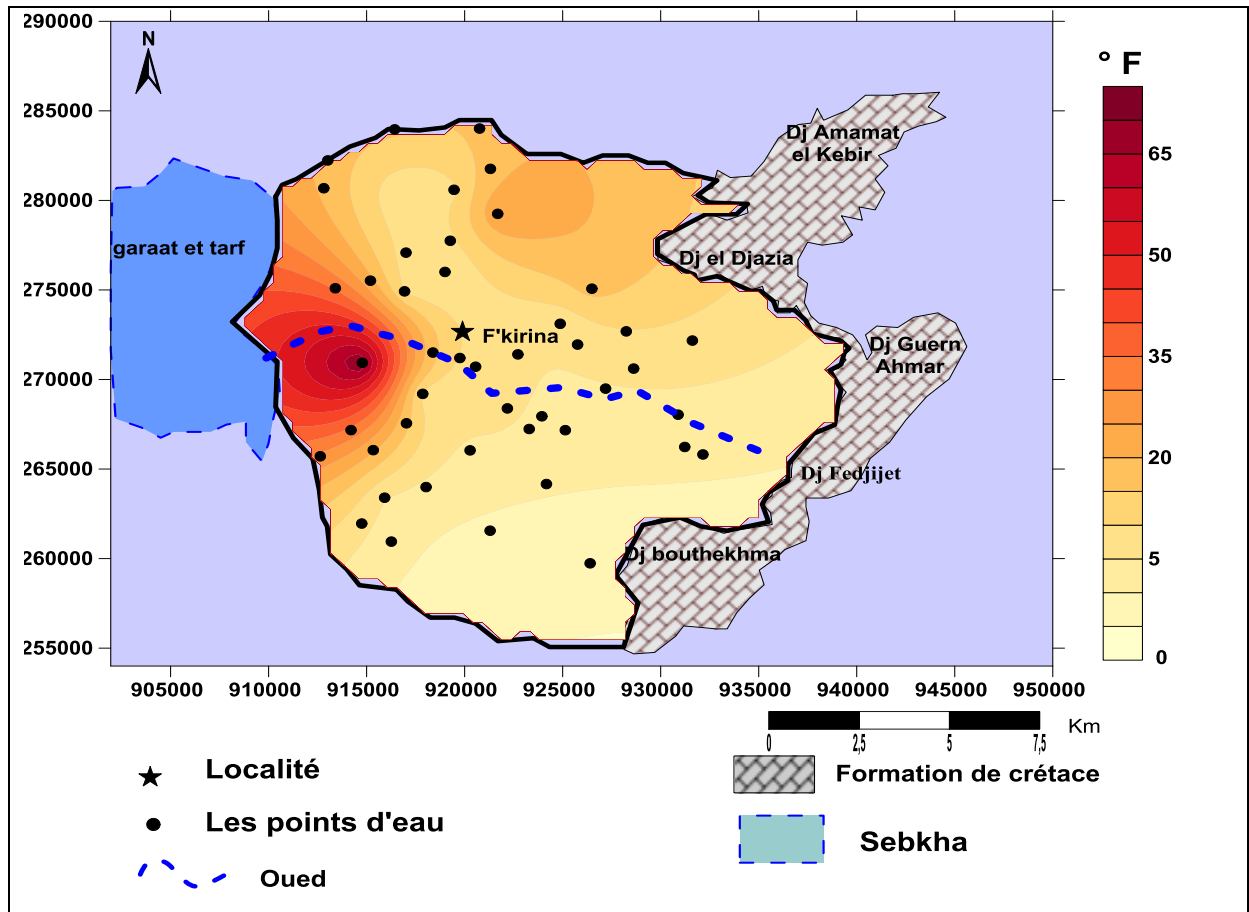 290000
285000
280000
275000
270000
265000
260000
255000
N
° F
65
50
35
20
5
0
Dj Amamat
el Kebir
garaat et tarf
Dj el Djazia
F'kirina
Dj Guern
Ahmar
Dj Fedjijet
Dj bouthekhma
905000 910000 915000 920000 925000 930000 935000 940000 945000 950000
0 2,5 5 7,5 Km
Localité
Les points d'eau
Oued
Formation de crétace
Sebkha